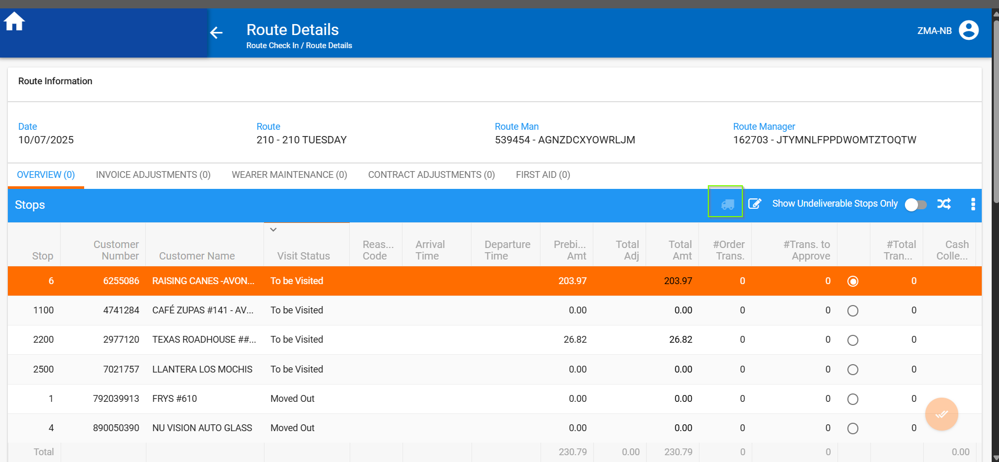 Route Details
Route Check In / Route Details
ZMA-NB
Route Information
Date
10/07/2025
Route
210 - 210 TUESDAY
Route Man
539454 - AGNZDCXYOWRLJM
Route Manager
162703 - JTYMNLFPPDWOMTZTOQTW
OVERVIEW (0) INVOICE ADJUSTMENTS (0) WEARER MAINTENANCE (0) CONTRACT ADJUSTMENTS (0) FIRST AID (0)
Stops Show Undeliverable Stops Only
Stop Customer Number Customer Name Visit Status Reas... Code Arrival Time Departure Time Prebi... Amt Total Adj Total Amt #Order Trans. #Trans. to Approve #Total Tran... Cash Colle...
6 6255086 RAISING CANES -AVON... To be Visited 203.97 203.97 0 0 0
1100 4741284 CAFÉ ZUPAS #141 - AV... To be Visited 0.00 0.00 0 0 0
2200 2977120 TEXAS ROADHOUSE ##... To be Visited 26.82 26.82 0 0 0
2500 7021757 LLANTERA LOS MOCHIS To be Visited 0.00 0.00 0 0 0
1 792039913 FRYS #610 Moved Out 0.00 0.00 0 0 0
4 890050390 NU VISION AUTO GLASS Moved Out 0.00 0.00 0 0 0
Total 230.79 0.00 230.79 0 0 0.00